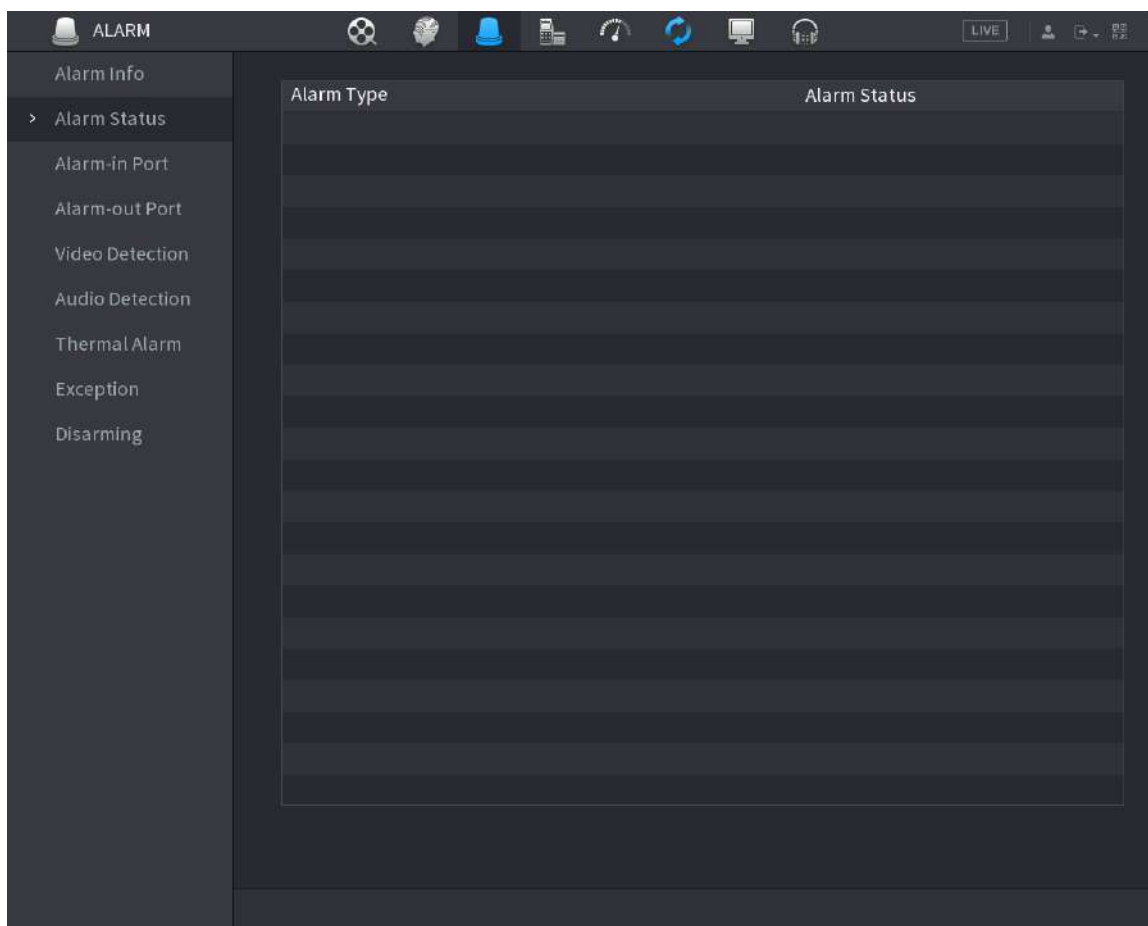 ALARM
LIVE
Alarm Info
Alarm Status
Alarm-in Port
Alarm-out Port
Video Detection
Audio Detection
Thermal Alarm
Exception
Disarming
Alarm Type Alarm Status